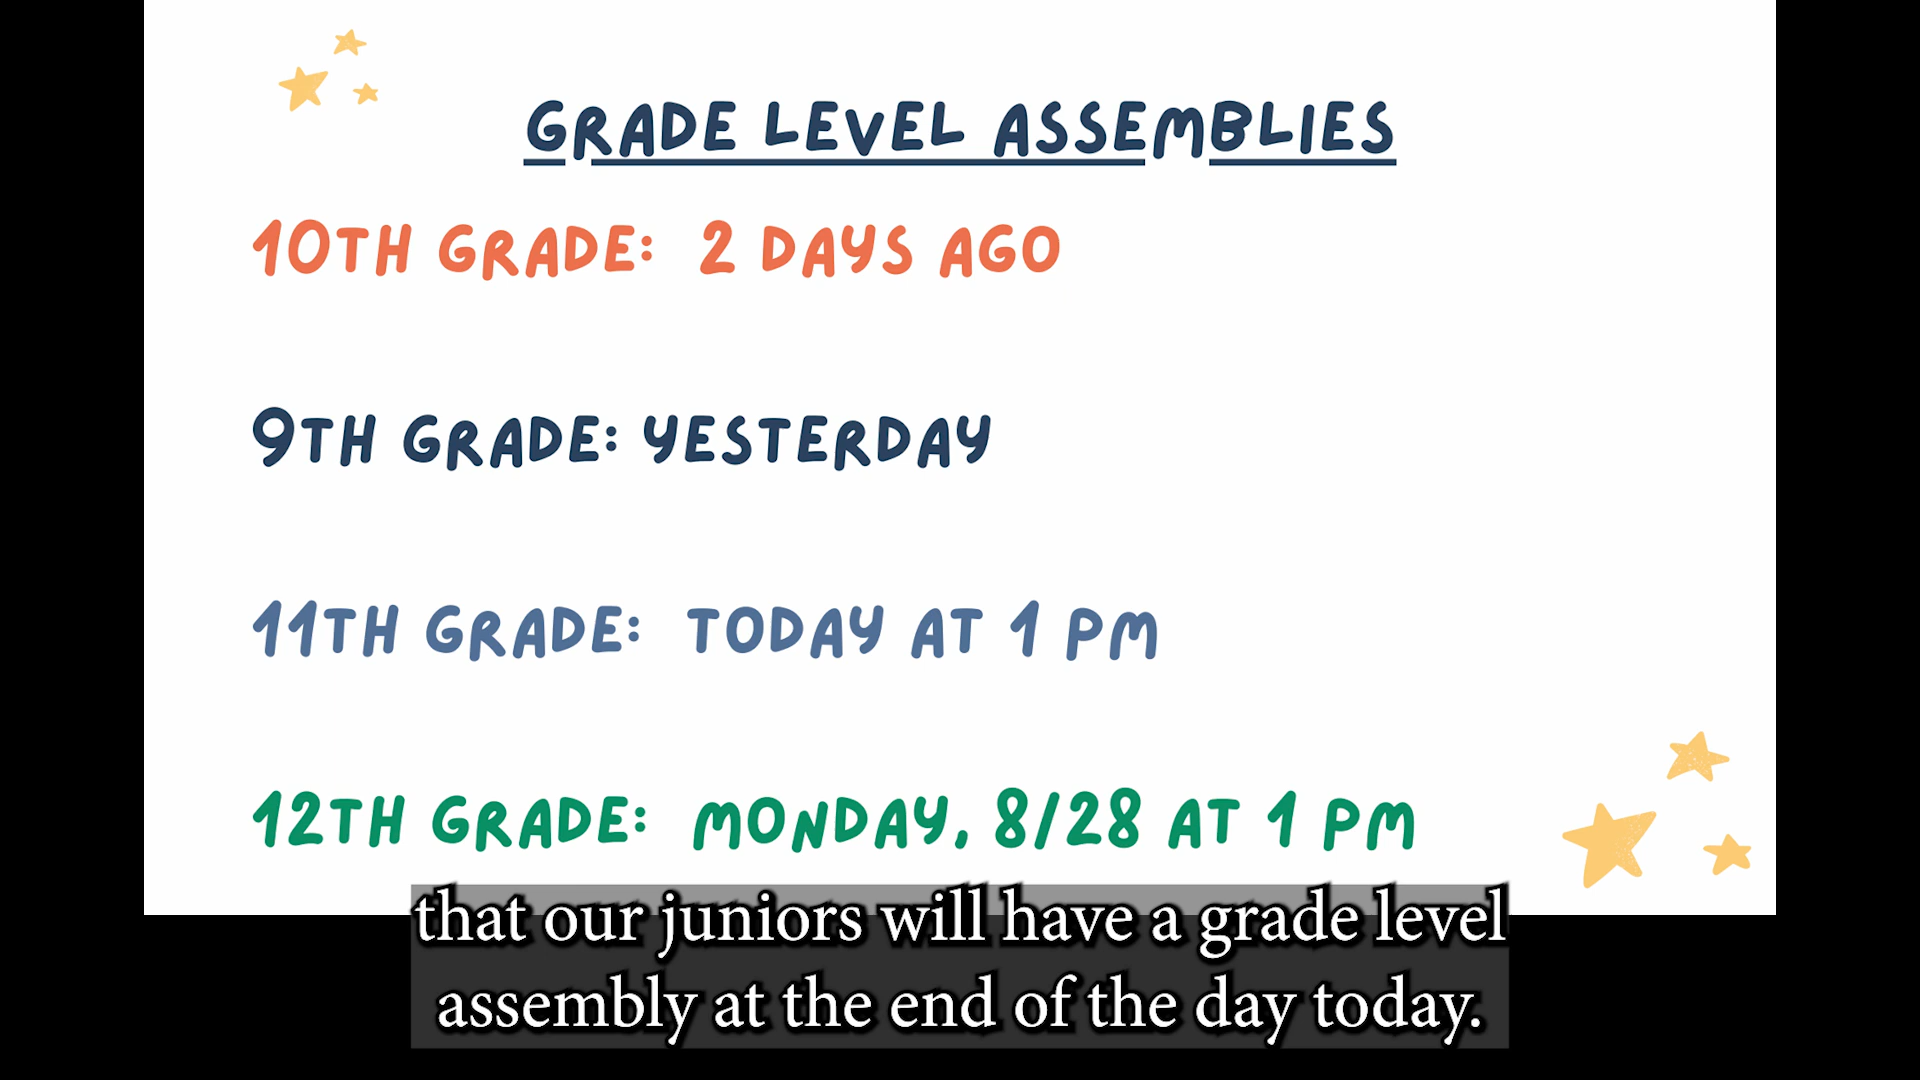 GRADE LEVEL ASSEMBLIES
10TH GRADE: 2 DAYS AGO
9TH GRADE: YESTERDAY
11TH GRADE: TODAY AT 1 PM
12TH GRADE: MONDAY, 8/28 AT 1 PM
that our juniors will have a grade level
assembly at the end of the day today.